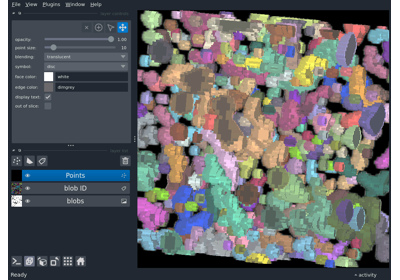 File View Plugins Window Help
opacity: 1.00
point size: 10
blending: translucent
symbol: disc
face color: white
edge color: dimgrey
display text:
out of slice:
Points
blob ID
blobs
Ready
activity